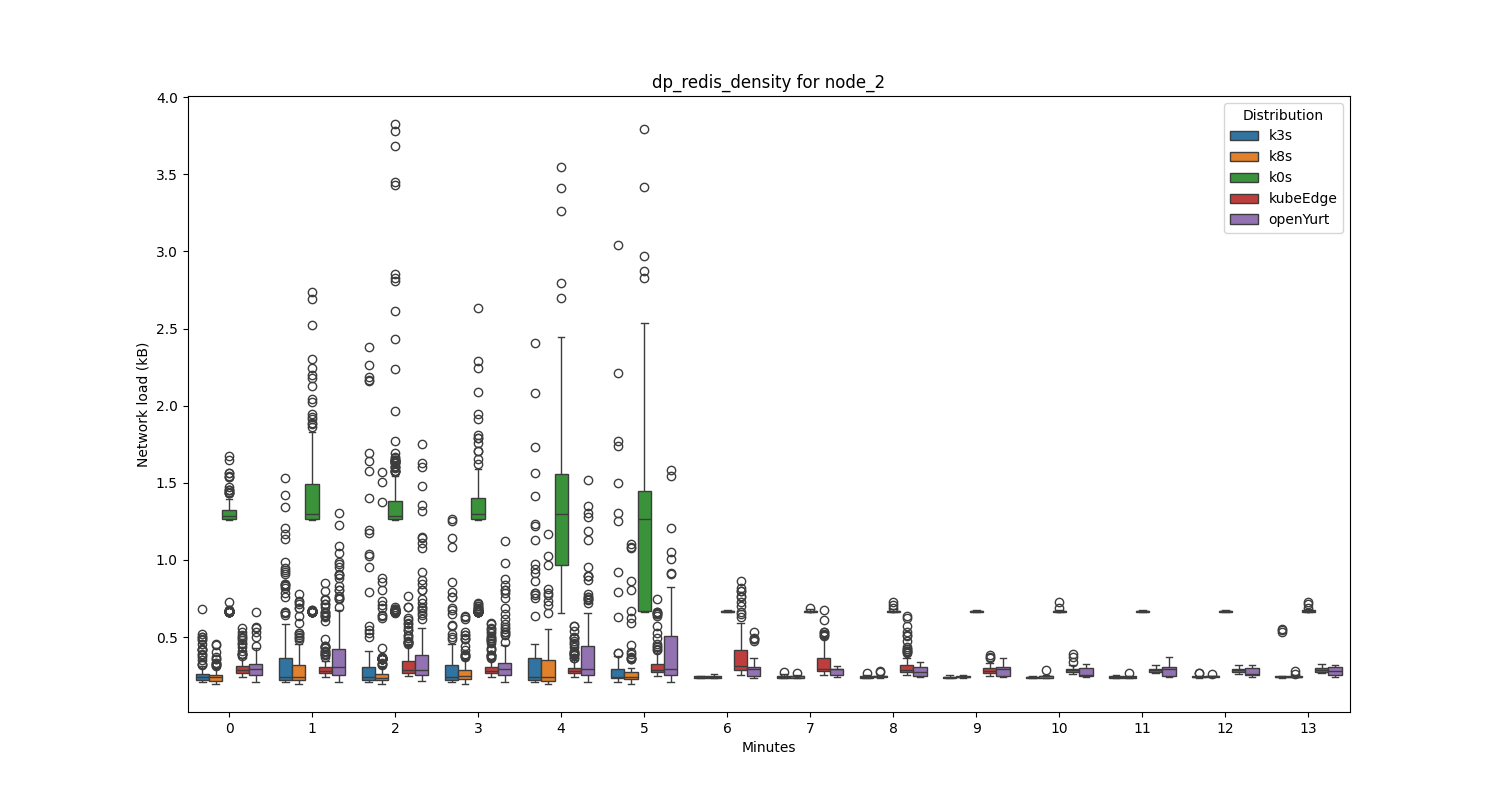 dp_redis_density for node_2
Network load (kB)
4.0
3.5
3.0
2.5
2.0
1.5
1.0
0.5
0 1 2 3 4 5 6 7 8 9 10 11 12 13
Minutes
Distribution
k3s
k8s
k0s
kubeEdge
openYurt